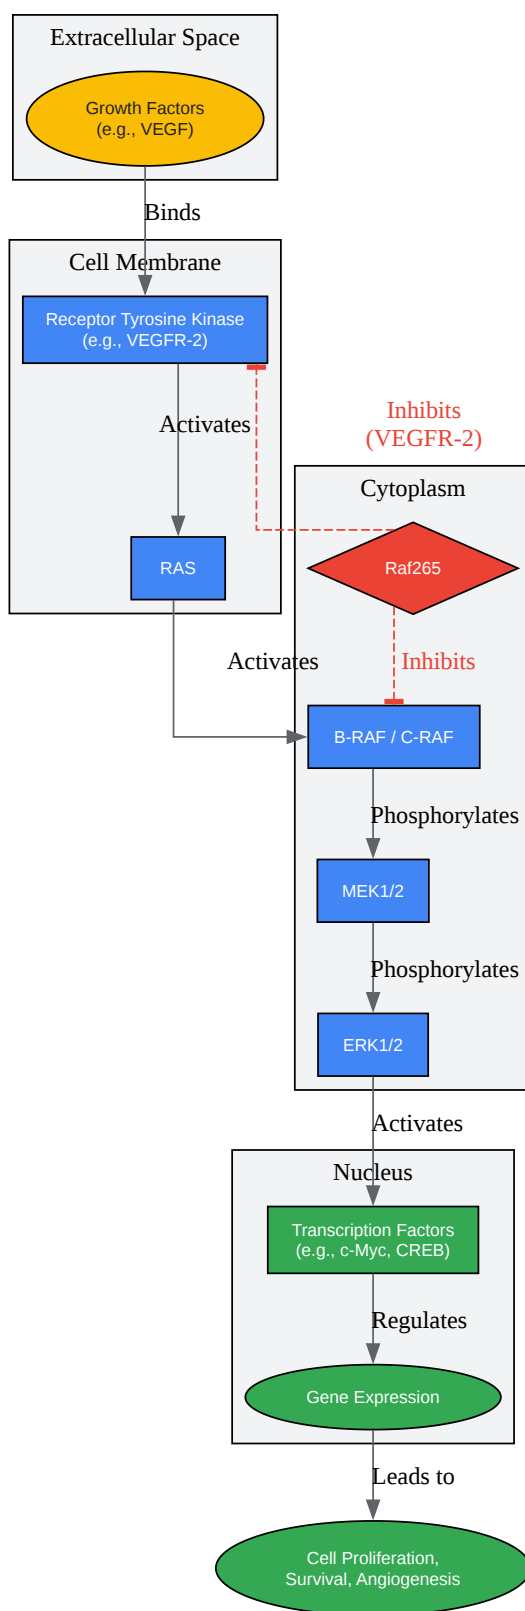 Extracellular Space
Growth Factors
(e.g., VEGF)
Binds
Cell Membrane
Receptor Tyrosine Kinase
(e.g., VEGFR-2)
Activates
Inhibits
(VEGFR-2)
Cytoplasm
RAS
Raf265
Activates
Inhibits
B-RAF / C-RAF
Phosphorylates
MEK1/2
Phosphorylates
ERK1/2
Activates
Nucleus
Transcription Factors
(e.g., c-Myc, CREB)
Regulates
Gene Expression
Leads to
Cell Proliferation,
Survival, Angiogenesis